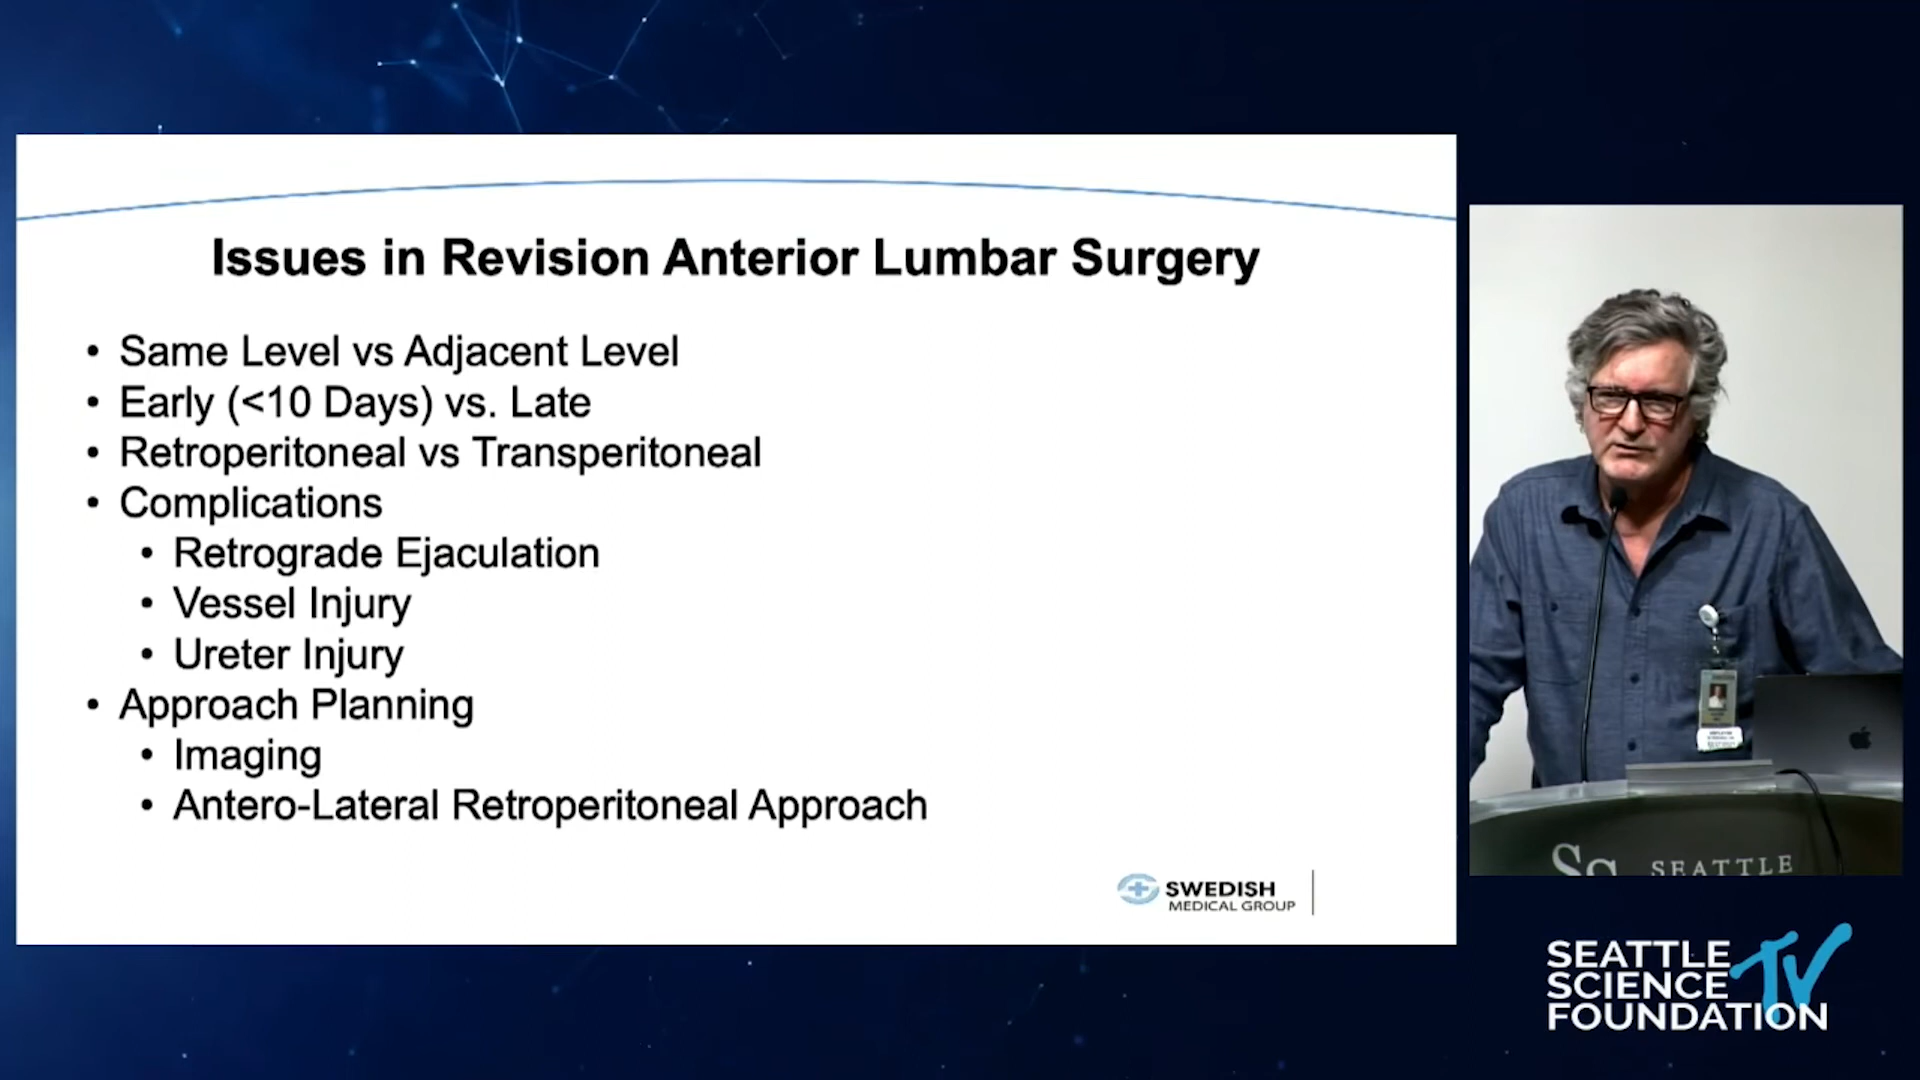 Issues in Revision Anterior Lumbar Surgery
• Same Level vs Adjacent Level
• Early (<10 Days) vs. Late
• Retroperitoneal vs Transperitoneal
• Complications
• Retrograde Ejaculation
• Vessel Injury
• Ureter Injury
• Approach Planning
• Imaging
• Antero-Lateral Retroperitoneal Approach
SWEDISH
MEDICAL GROUP
SEATTLE
SEATTLE
SCIENCE
FOUNDATION
TV